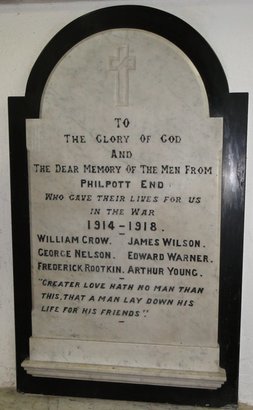 TO
THE GLORY OF GOD
AND
THE DEAR MEMORY OF THE MEN FROM
PHILPOTT END
WHO GAVE THEIR LIVES FOR US
IN THE WAR
1914-1918.
WILLIAM CROW. JAMES WILSON.
GEORGE NELSON. EDWARD WARNER.
FREDERICK ROOTKIN. ARTHUR YOUNG.
"GREATER LOVE HATH NO MAN THAN
THIS, THAT A MAN LAY DOWN HIS
LIFE FOR HIS FRIENDS".